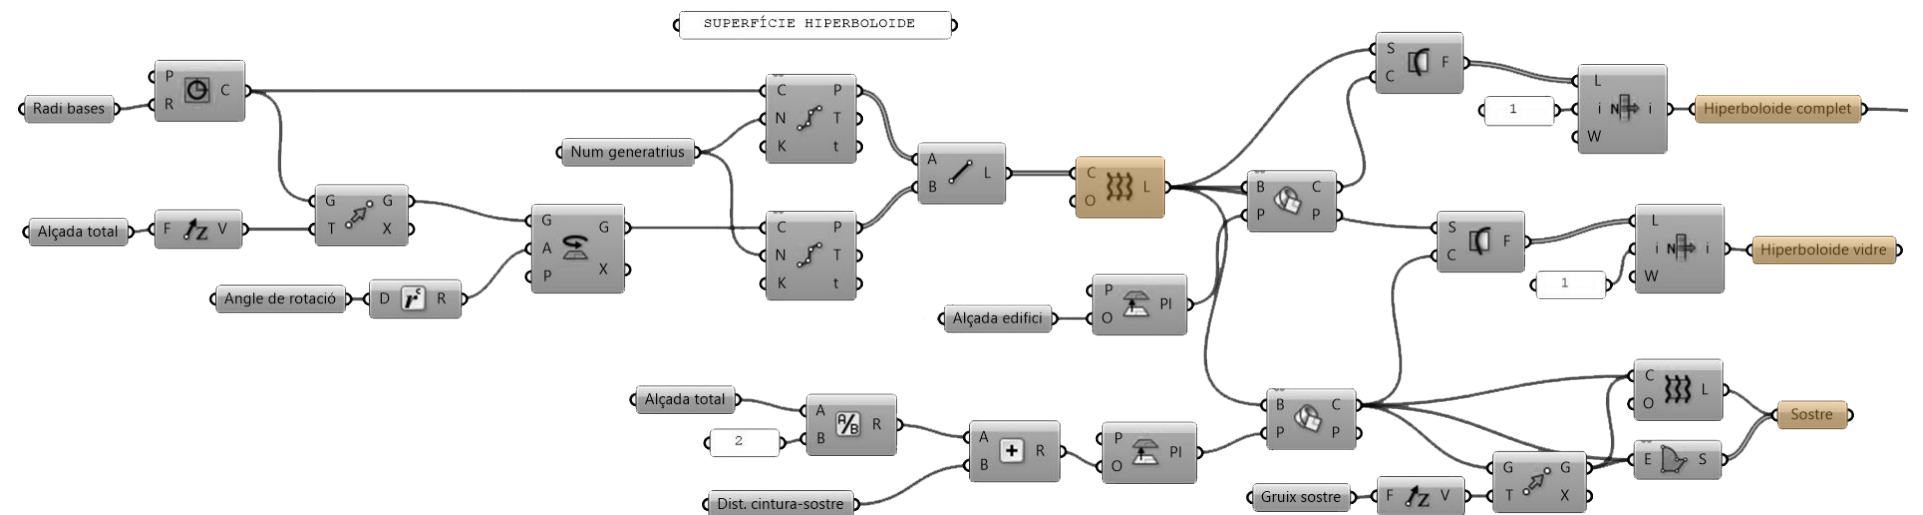 SUPERFÍCIE HIPERBOLOIDE
P
R
C
Radi bases
Alçada total
F
V
G
T
G
X
Angle de rotació
D
R
G
A
P
G
X
Num generatrius
C
N
K
P
T
t
C
N
K
P
T
t
A
B
L
C
O
L
Alçada edifici
P
O
Pl
B
P
C
P
S
C
F
1
L
i
W
N
i
Hiperboloide complet
S
C
F
1
L
i
W
N
i
Hiperboloide vidre
Alçada total
2
A
B
A/B
R
Dist. cintura-sostre
A
B
R
P
O
Pl
B
P
C
P
Gruix sostre
F
V
G
T
G
X
C
O
L
E
S
Sostre